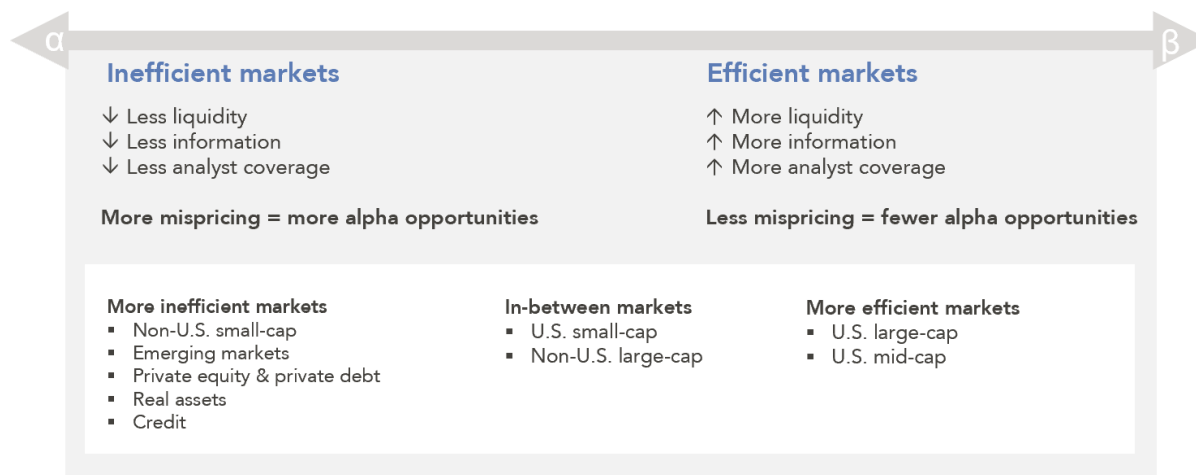 α
β
Inefficient markets
↓ Less liquidity
↓ Less information
↓ Less analyst coverage
More mispricing = more alpha opportunities
Efficient markets
↑ More liquidity
↑ More information
↑ More analyst coverage
Less mispricing = fewer alpha opportunities
More inefficient markets
▪ Non-U.S. small-cap
▪ Emerging markets
▪ Private equity & private debt
▪ Real assets
▪ Credit
In-between markets
▪ U.S. small-cap
▪ Non-U.S. large-cap
More efficient markets
▪ U.S. large-cap
▪ U.S. mid-cap